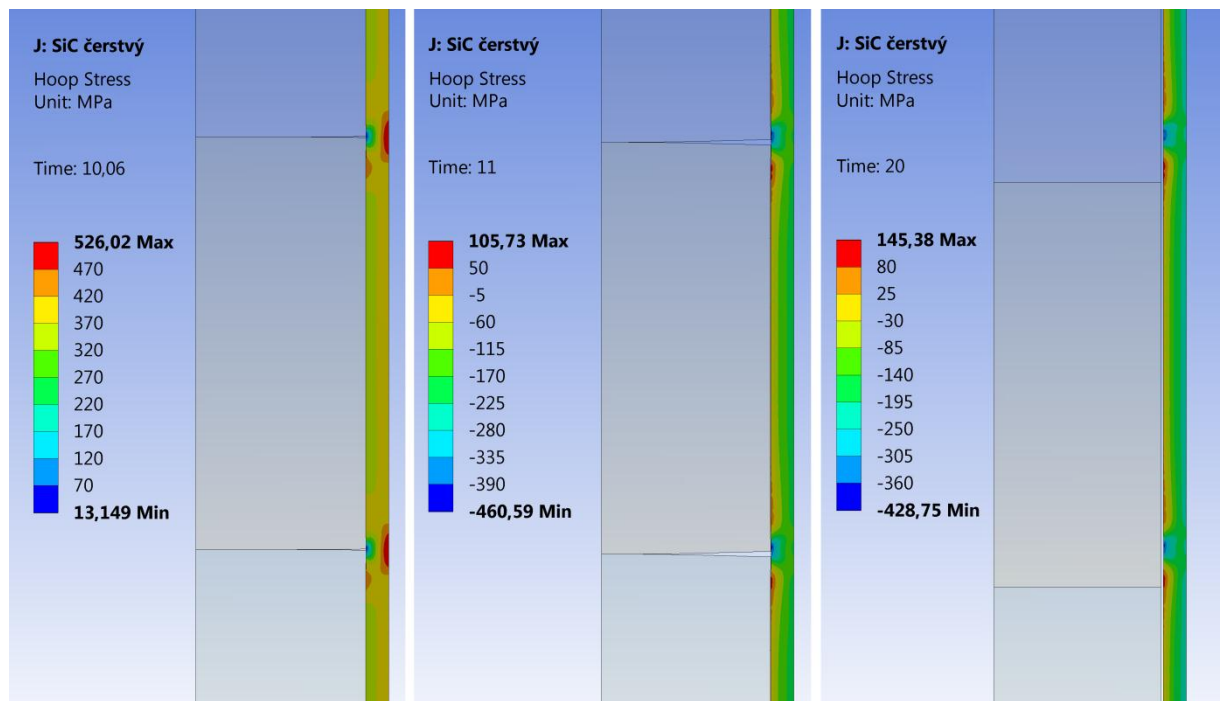 J: SiC čerstvý
Hoop Stress
Unit: MPa
Time: 10,06
526,02 Max
470
420
370
320
270
220
170
120
70
13,149 Min
J: SiC čerstvý
Hoop Stress
Unit: MPa
Time: 11
105,73 Max
50
-5
-60
-115
-170
-225
-280
-335
-390
-460,59 Min
J: SiC čerstvý
Hoop Stress
Unit: MPa
Time: 20
145,38 Max
80
25
-30
-85
-140
-195
-250
-305
-360
-428,75 Min